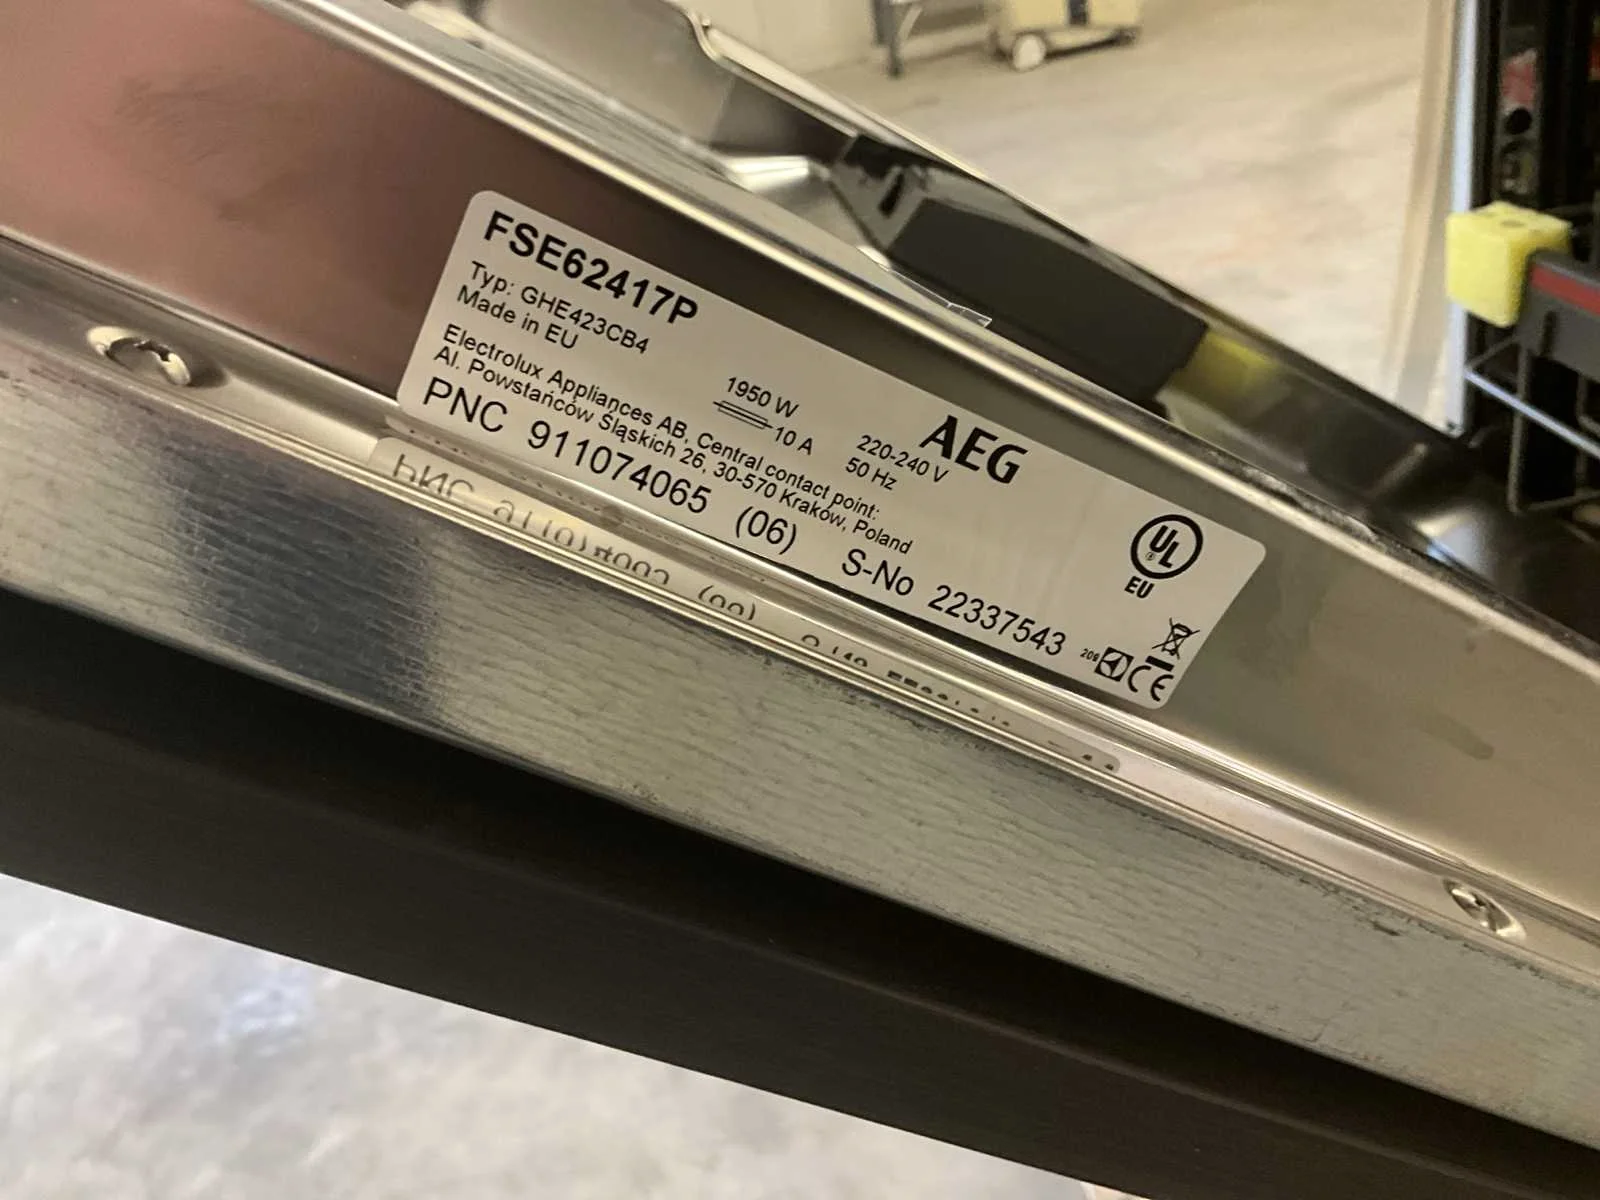 FSE62417P
Typ: GHE423CB4
Made in EU
1950 W
10 A
220-240 V
50 Hz
AEG
Electrolux Appliances AB, Central contact point:
Al. Powstańców Śląskich 26, 30-570 Kraków, Poland
PNC 911074065 (06) S-No 22337543
UL
EU
CE